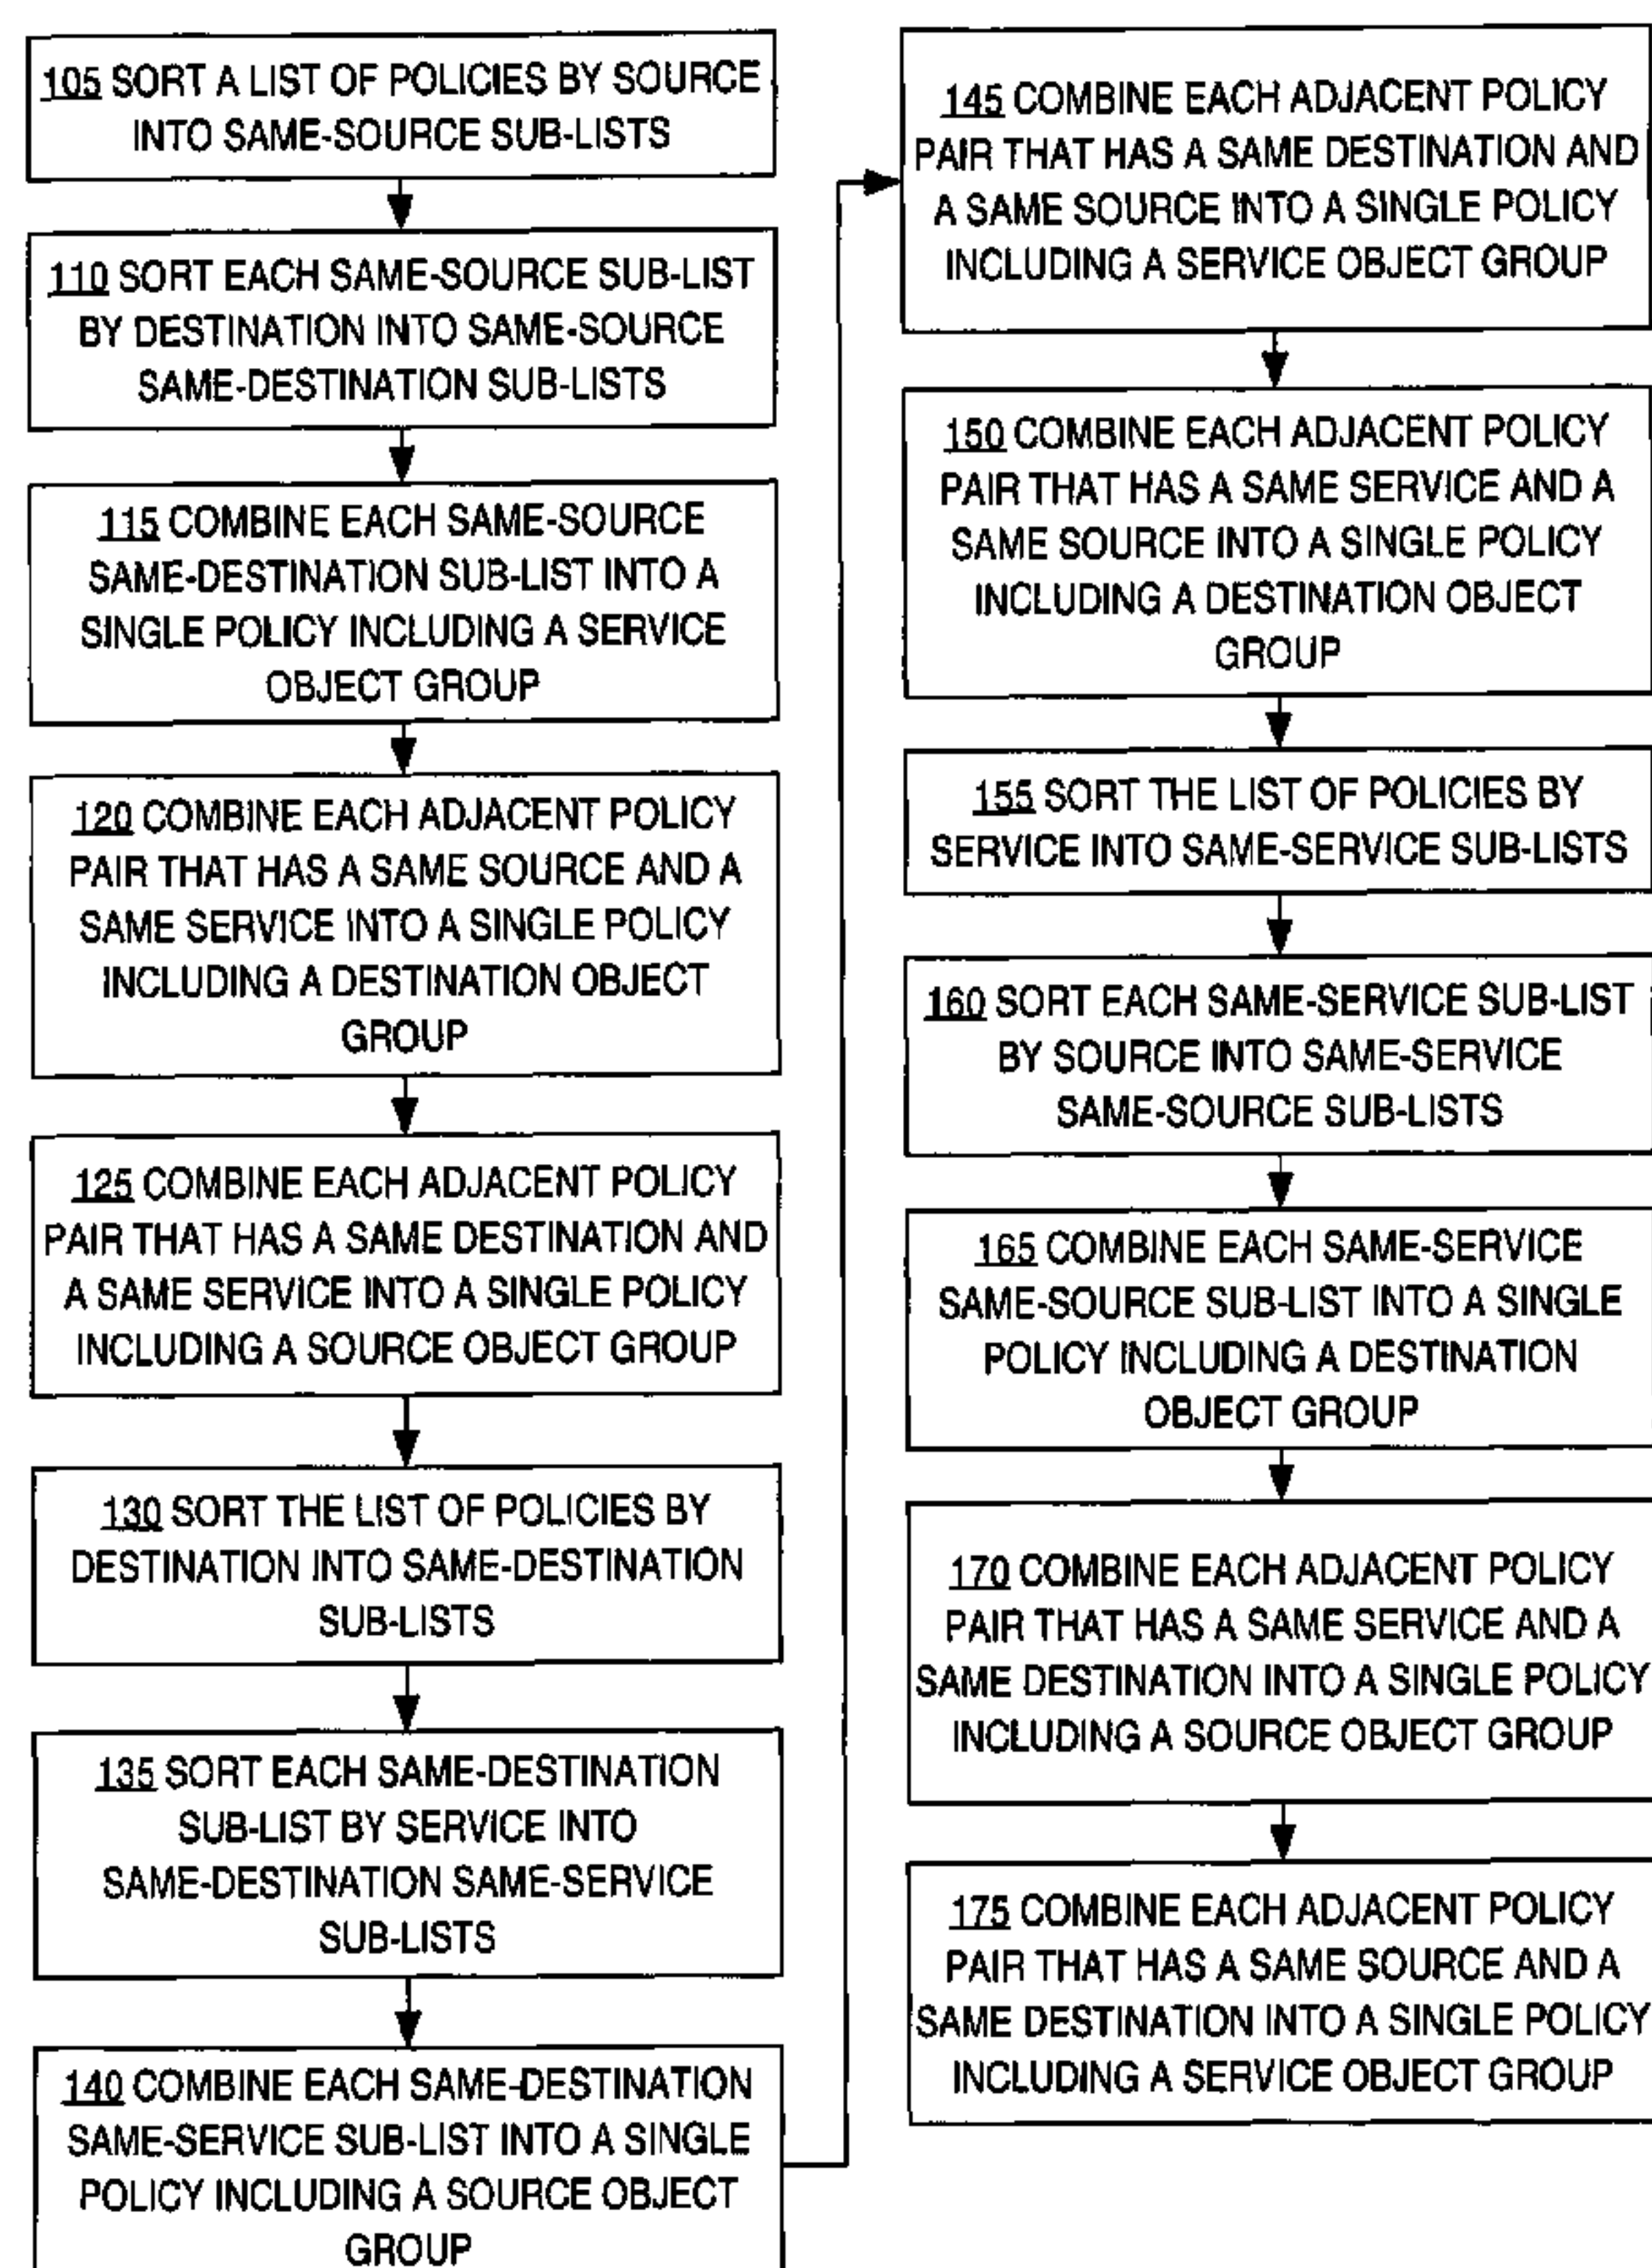 105 SORT A LIST OF POLICIES BY SOURCE
INTO SAME-SOURCE SUB-LISTS
110 SORT EACH SAME-SOURCE SUB-LIST
BY DESTINATION INTO SAME-SOURCE
SAME-DESTINATION SUB-LISTS
115 COMBINE EACH SAME-SOURCE
SAME-DESTINATION SUB-LIST INTO A
SINGLE POLICY INCLUDING A SERVICE
OBJECT GROUP
120 COMBINE EACH ADJACENT POLICY
PAIR THAT HAS A SAME SOURCE AND A
SAME SERVICE INTO A SINGLE POLICY
INCLUDING A DESTINATION OBJECT
GROUP
125 COMBINE EACH ADJACENT POLICY
PAIR THAT HAS A SAME DESTINATION AND
A SAME SERVICE INTO A SINGLE POLICY
INCLUDING A SOURCE OBJECT GROUP
130 SORT THE LIST OF POLICIES BY
DESTINATION INTO SAME-DESTINATION
SUB-LISTS
135 SORT EACH SAME-DESTINATION
SUB-LIST BY SERVICE INTO
SAME-DESTINATION SAME-SERVICE
SUB-LISTS
140 COMBINE EACH SAME-DESTINATION
SAME-SERVICE SUB-LIST INTO A SINGLE
POLICY INCLUDING A SOURCE OBJECT
GROUP
145 COMBINE EACH ADJACENT POLICY
PAIR THAT HAS A SAME DESTINATION AND
A SAME SOURCE INTO A SINGLE POLICY
INCLUDING A SERVICE OBJECT GROUP
150 COMBINE EACH ADJACENT POLICY
PAIR THAT HAS A SAME SERVICE AND A
SAME SOURCE INTO A SINGLE POLICY
INCLUDING A DESTINATION OBJECT
GROUP
155 SORT THE LIST OF POLICIES BY
SERVICE INTO SAME-SERVICE SUB-LISTS
160 SORT EACH SAME-SERVICE SUB-LIST
BY SOURCE INTO SAME-SERVICE
SAME-SOURCE SUB-LISTS
165 COMBINE EACH SAME-SERVICE
SAME-SOURCE SUB-LIST INTO A SINGLE
POLICY INCLUDING A DESTINATION
OBJECT GROUP
170 COMBINE EACH ADJACENT POLICY
PAIR THAT HAS A SAME SERVICE AND A
SAME DESTINATION INTO A SINGLE POLICY
INCLUDING A SOURCE OBJECT GROUP
175 COMBINE EACH ADJACENT POLICY
PAIR THAT HAS A SAME SOURCE AND A
SAME DESTINATION INTO A SINGLE POLICY
INCLUDING A SERVICE OBJECT GROUP